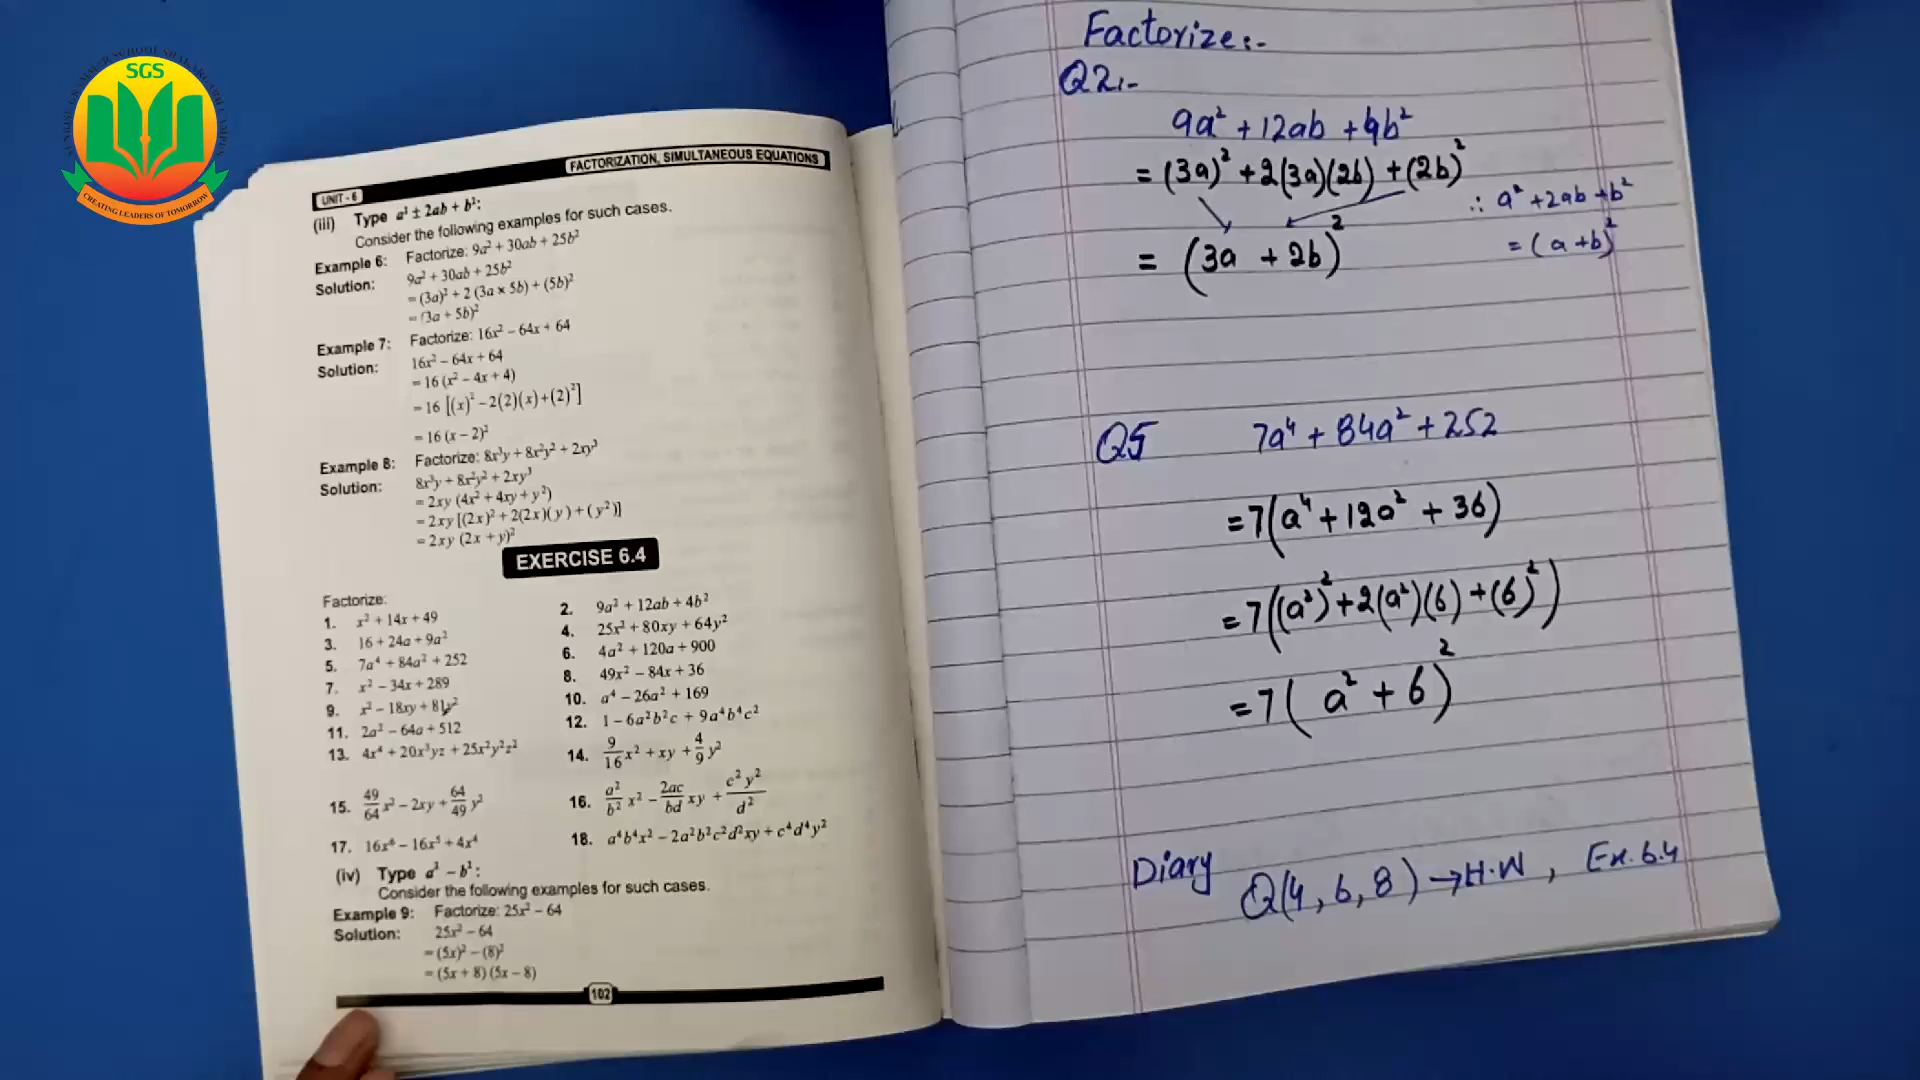 SGS
CREATING LEADERS OF TOMORROW
UNIT - 6
FACTORIZATION, SIMULTANEOUS EQUATIONS
(iii) Type a² ± 2ab + b²:
Consider the following examples for such cases.
Example 6: Factorize: 9a² + 30ab + 25b²
Solution: 9a² + 30ab + 25b²
= (3a)² + 2 (3a × 5b) + (5b)²
= (3a + 5b)²
Example 7: Factorize: 16x² – 64x + 64
Solution: 16x² – 64x + 64
= 16 (x² – 4x + 4)
= 16 [(x)² – 2(2)(x)+(2)²]
= 16 (x – 2)²
Example 8: Factorize: 8x³y + 8x²y² + 2xy³
Solution: 8x³y + 8x²y² + 2xy³
= 2xy (4x² + 4xy + y²)
= 2xy [(2x)² + 2(2x)(y) + (y²)]
= 2xy (2x + y)²
EXERCISE 6.4
Factorize:
1. x² + 14x + 49
2. 9a² + 12ab + 4b²
3. 16 + 24a + 9a²
4. 25x² + 80xy + 64y²
5. 7a⁴ + 84a² + 252
6. 4a² + 120a + 900
7. x² – 34x + 289
8. 49x² – 84x + 36
9. x² – 18xy + 81y²
10. a⁴ – 26a² + 169
11. 2a² – 64a + 512
12. 1 – 6a²b²c + 9a⁴b⁴c²
13. 4x⁴ + 20x³yz + 25x²y²z²
14. 9/16 x² + xy + 4/9 y²
15. 49/64 x² – 2xy + 64/49 y²
16. a²/b² x² – 2ac/bd xy + c²y²/d²
17. 16x⁶ – 16x⁵ + 4x⁴
18. a⁴b⁴x² – 2a²b²c²d²xy + c⁴d⁴y²
(iv) Type a² – b²:
Consider the following examples for such cases.
Example 9: Factorize: 25x² – 64
Solution: 25x² – 64
= (5x)² – (8)²
= (5x + 8) (5x – 8)
102
Factorize:-
Q2:-
9a² + 12ab + 4b²
= (3a)² + 2(3a)(2b) + (2b)²
∴ a² + 2ab + b²
= (a + b)²
= (3a + 2b)²
Q5 7a⁴ + 84a² + 252
= 7(a⁴ + 12a² + 36)
= 7((a²)² + 2(a²)(6) + (6)²)
= 7(a² + 6)²
Diary Q(4, 6, 8) → H.W, Ex. 6.4